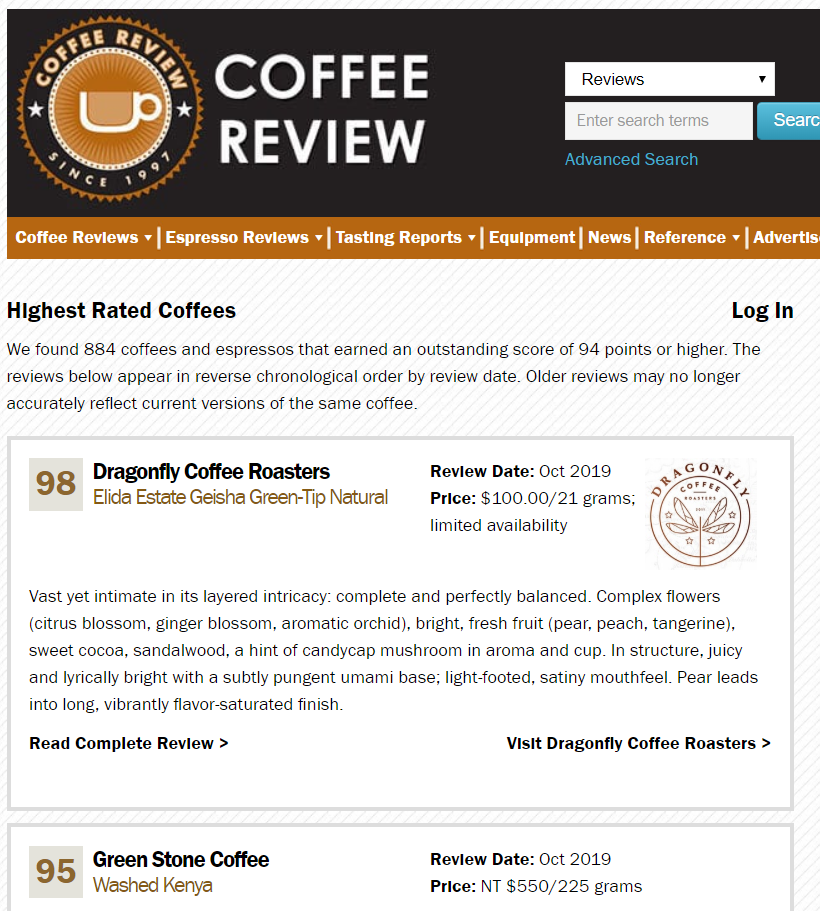 COFFEE REVIEW
SINCE 1997
COFFEE
REVIEW
Reviews
Enter search terms
Searc
Advanced Search
Coffee Reviews | Espresso Reviews | Tasting Reports | Equipment | News | Reference | Advertis
Highest Rated Coffees
Log In
We found 884 coffees and espressos that earned an outstanding score of 94 points or higher. The
reviews below appear in reverse chronological order by review date. Older reviews may no longer
accurately reflect current versions of the same coffee.
98
Dragonfly Coffee Roasters
Elida Estate Geisha Green-Tip Natural
Review Date: Oct 2019
Price: $100.00/21 grams;
limited availability
DRAGONFLY
COFFEE
ROASTERS
Vast yet intimate in its layered intricacy: complete and perfectly balanced. Complex flowers
(citrus blossom, ginger blossom, aromatic orchid), bright, fresh fruit (pear, peach, tangerine),
sweet cocoa, sandalwood, a hint of candycap mushroom in aroma and cup. In structure, juicy
and lyrically bright with a subtly pungent umami base; light-footed, satiny mouthfeel. Pear leads
into long, vibrantly flavor-saturated finish.
Read Complete Review >
Visit Dragonfly Coffee Roasters >
95
Green Stone Coffee
Washed Kenya
Review Date: Oct 2019
Price: NT $550/225 grams